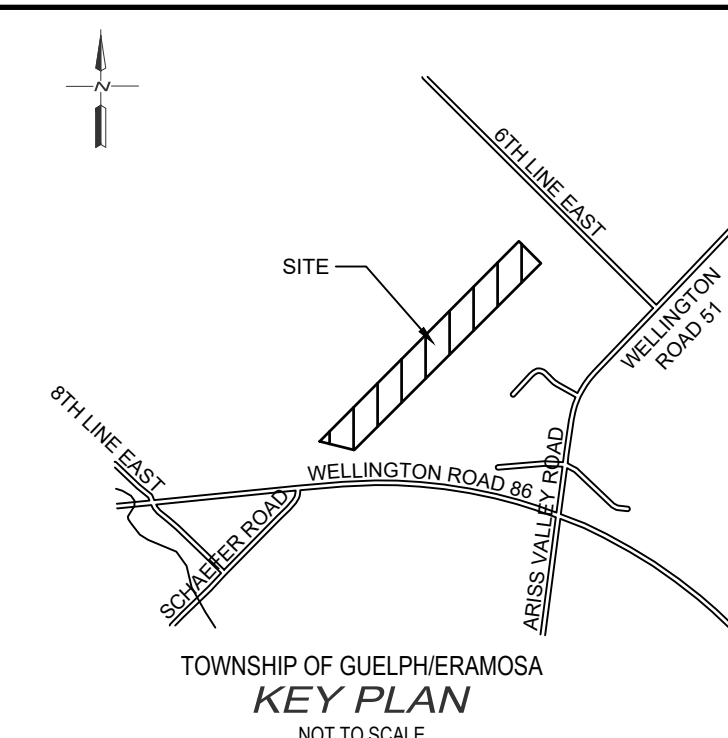 N
6TH LINE EAST
SITE
WELLINGTON
ROAD 51
8TH LINE EAST
WELLINGTON ROAD 86
SCHAEFER ROAD
ARISS VALLEY ROAD
TOWNSHIP OF GUELPH/ERAMOSA
KEY PLAN
NOT TO SCALE